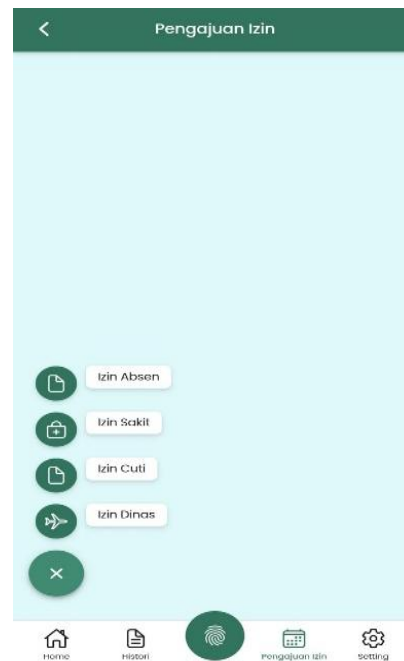 Pengajuan Izin
Izin Absen
Izin Sakit
Izin Cuti
Izin Dinas
Home Histori Pengajuan Izin Setting